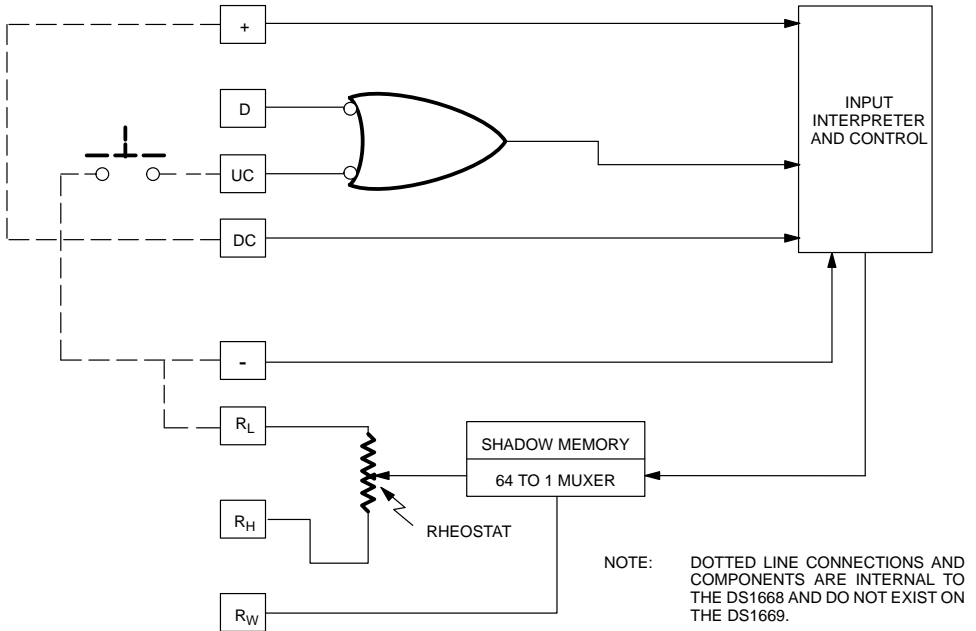 +
D
UC
DC
-
RL
RH
RW
INPUT
INTERPRETER
AND CONTROL
SHADOW MEMORY
64 TO 1 MUXER
RHEOSTAT
NOTE: DOTTED LINE CONNECTIONS AND
COMPONENTS ARE INTERNAL TO
THE DS1668 AND DO NOT EXIST ON
THE DS1669.